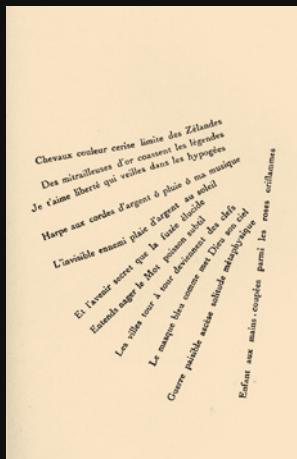 Chevaux couleur cerise limite des Zélandes
Des mitrailleuses d'or coassent les légendes
Je t'aime liberté qui veilles dans les hypogées
Harpe aux cordes d'argent ô pluie ô ma musique
L'invisible ennemi plaie d'argent au soleil
Et l'avenir secret que la fusée élucide
Entends nager le Mot poisson subtil
Les villes tour à tour deviennent des clefs
Le masque bleu comme met Dieu son ciel
Guerre paisible ascèse solitude métaphysique
Enfant aux mains coupées parmi les roses oriflammes